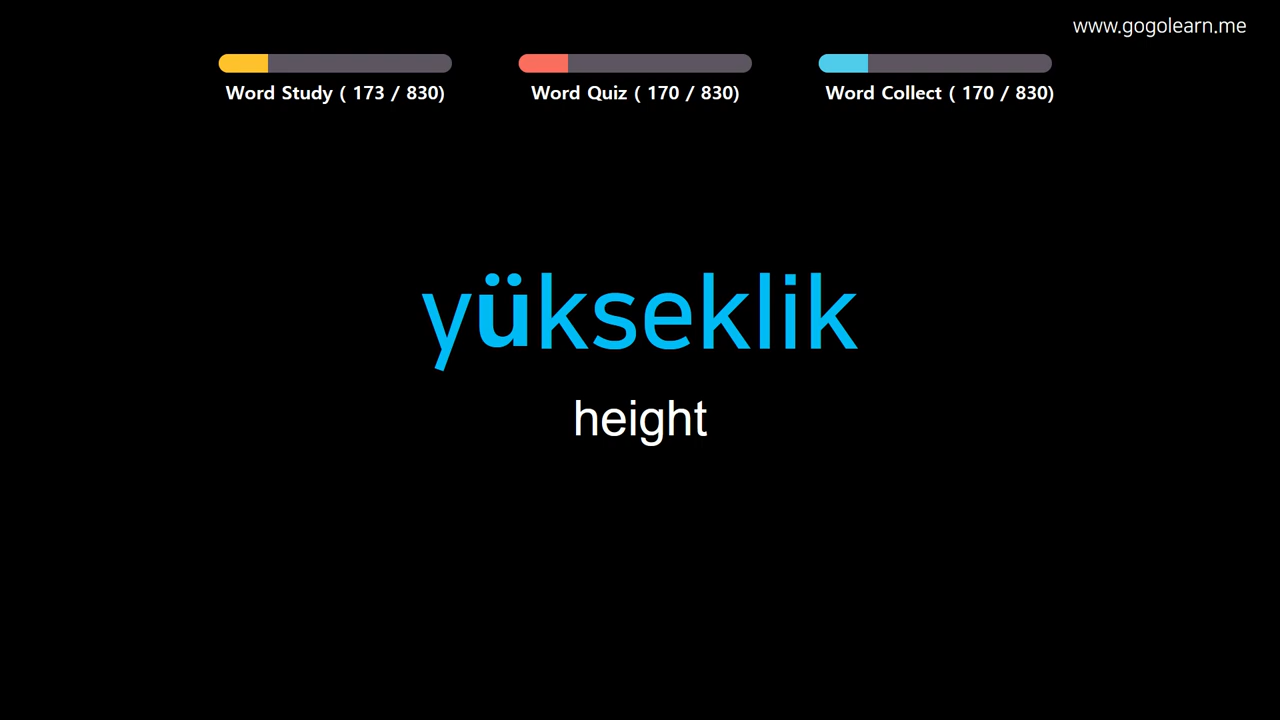 www.gogolearn.me
Word Study ( 173 / 830)
Word Quiz ( 170 / 830)
Word Collect ( 170 / 830)
yükseklik
height